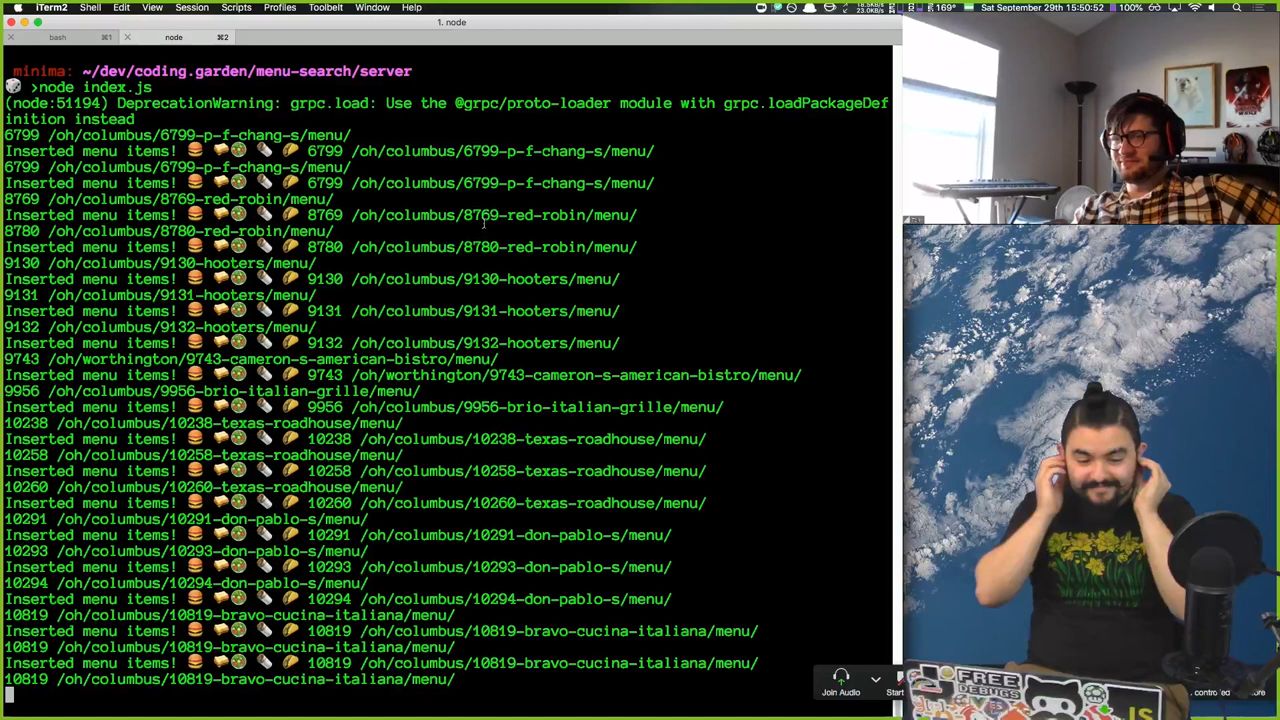 iTerm2 Shell Edit View Session Scripts Profiles Toolbelt Window Help
169° Sat September 29th 15:50:52 100%
1. node
bash ⌘1 node ⌘2
minima: ~/dev/coding.garden/menu-search/server
›node index.js
(node:51194) DeprecationWarning: grpc.load: Use the @grpc/proto-loader module with grpc.loadPackageDef
inition instead
6799 /oh/columbus/6799-p-f-chang-s/menu/
Inserted menu items! 6799 /oh/columbus/6799-p-f-chang-s/menu/
6799 /oh/columbus/6799-p-f-chang-s/menu/
Inserted menu items! 6799 /oh/columbus/6799-p-f-chang-s/menu/
8769 /oh/columbus/8769-red-robin/menu/
Inserted menu items! 8769 /oh/columbus/8769-red-robin/menu/
8780 /oh/columbus/8780-red-robin/menu/
Inserted menu items! 8780 /oh/columbus/8780-red-robin/menu/
9130 /oh/columbus/9130-hooters/menu/
Inserted menu items! 9130 /oh/columbus/9130-hooters/menu/
9131 /oh/columbus/9131-hooters/menu/
Inserted menu items! 9131 /oh/columbus/9131-hooters/menu/
9132 /oh/columbus/9132-hooters/menu/
Inserted menu items! 9132 /oh/columbus/9132-hooters/menu/
9743 /oh/worthington/9743-cameron-s-american-bistro/menu/
Inserted menu items! 9743 /oh/worthington/9743-cameron-s-american-bistro/menu/
9956 /oh/columbus/9956-brio-italian-grille/menu/
Inserted menu items! 9956 /oh/columbus/9956-brio-italian-grille/menu/
10238 /oh/columbus/10238-texas-roadhouse/menu/
Inserted menu items! 10238 /oh/columbus/10238-texas-roadhouse/menu/
10258 /oh/columbus/10258-texas-roadhouse/menu/
Inserted menu items! 10258 /oh/columbus/10258-texas-roadhouse/menu/
10260 /oh/columbus/10260-texas-roadhouse/menu/
Inserted menu items! 10260 /oh/columbus/10260-texas-roadhouse/menu/
10291 /oh/columbus/10291-don-pablo-s/menu/
Inserted menu items! 10291 /oh/columbus/10291-don-pablo-s/menu/
10293 /oh/columbus/10293-don-pablo-s/menu/
Inserted menu items! 10293 /oh/columbus/10293-don-pablo-s/menu/
10294 /oh/columbus/10294-don-pablo-s/menu/
Inserted menu items! 10294 /oh/columbus/10294-don-pablo-s/menu/
10819 /oh/columbus/10819-bravo-cucina-italiana/menu/
Inserted menu items! 10819 /oh/columbus/10819-bravo-cucina-italiana/menu/
10819 /oh/columbus/10819-bravo-cucina-italiana/menu/
Inserted menu items! 10819 /oh/columbus/10819-bravo-cucina-italiana/menu/
10819 /oh/columbus/10819-bravo-cucina-italiana/menu/
Join Audio Start
FREE
DEBUGS
JS